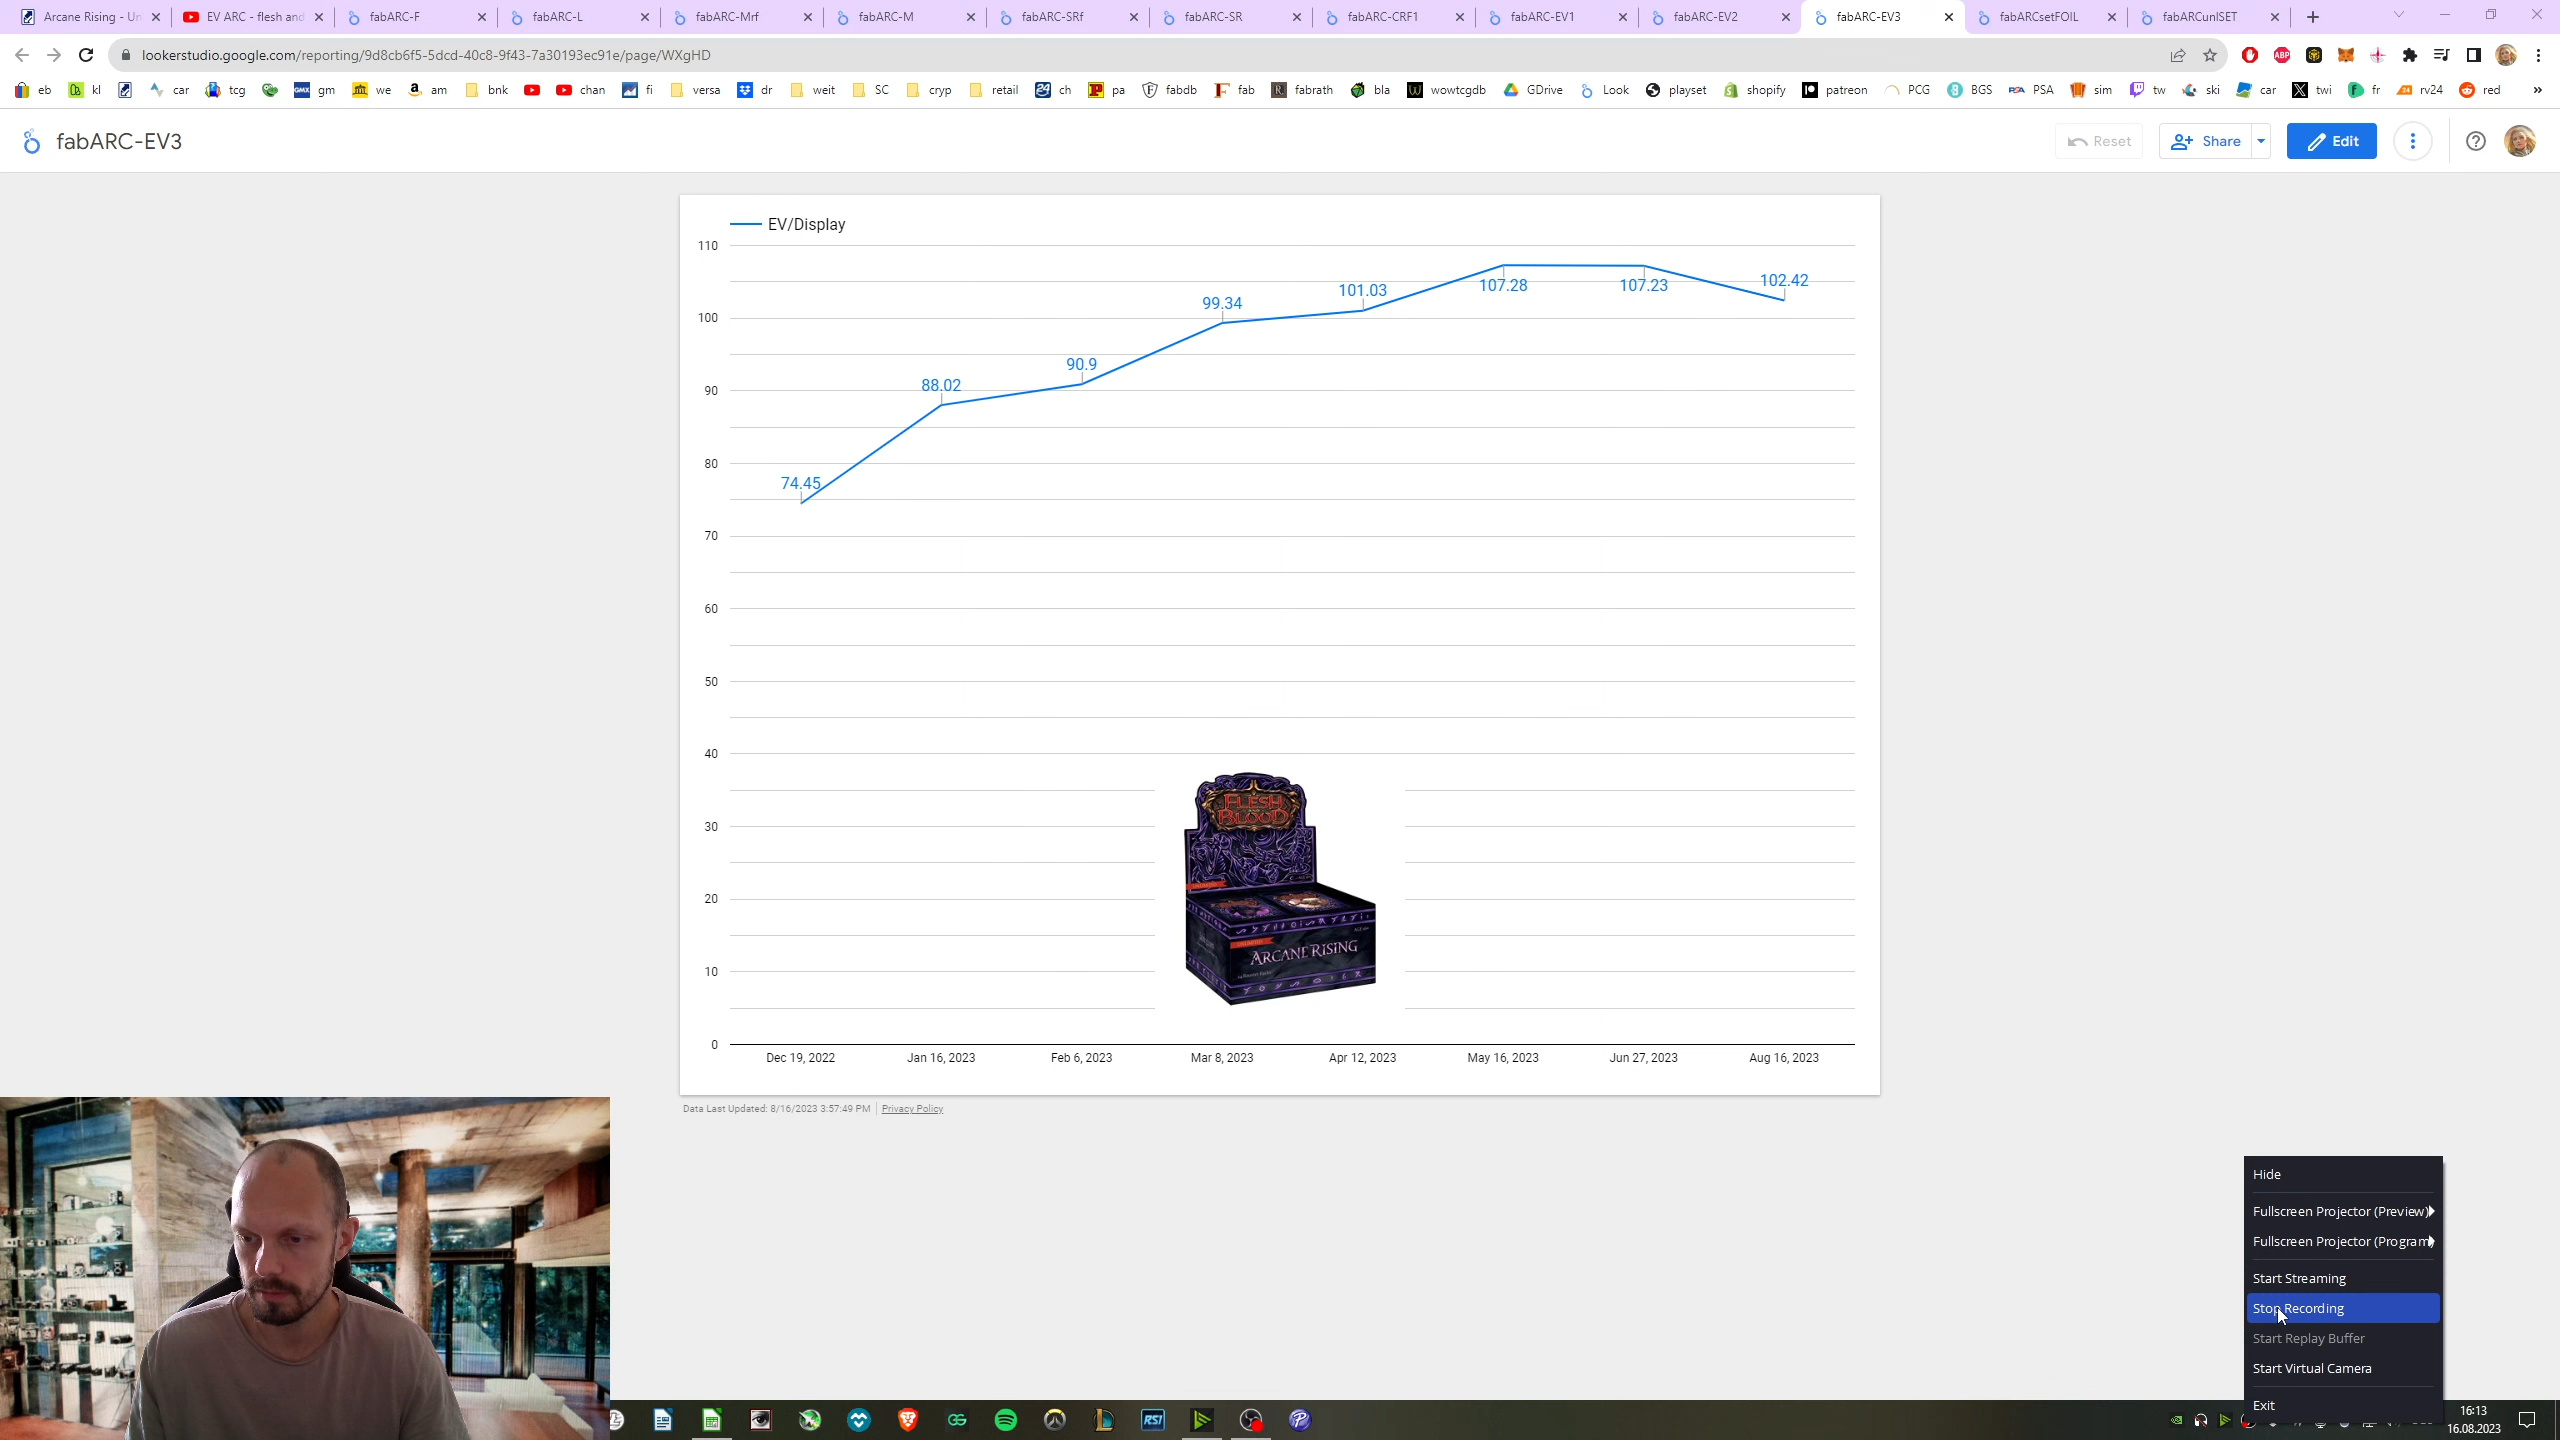 Arcane Rising - Un
EV ARC - flesh and
fabARC-F
fabARC-L
fabARC-Mrf
fabARC-M
fabARC-SRf
fabARC-SR
fabARC-CRF1
fabARC-EV1
fabARC-EV2
fabARC-EV3
fabARCsetFOIL
fabARCunlSET
lookerstudio.google.com/reporting/9d8cb6f5-5dcd-40c8-9f43-7a30193ec91e/page/WXgHD
eb
kl
car
tcg
gm
we
am
bnk
chan
fi
versa
dr
weit
SC
cryp
retail
ch
pa
fabdb
fab
fabrath
bla
wowtcgdb
GDrive
Look
playset
shopify
patreon
PCG
BGS
PSA
sim
tw
ski
car
twi
fr
rv24
red
fabARC-EV3
Reset
Share
Edit
EV/Display
110
100
90
80
70
60
50
40
30
20
10
0
74.45
88.02
90.9
99.34
101.03
107.28
107.23
102.42
FLESH
BLOOD
ARCANE RISING
Dec 19, 2022
Jan 16, 2023
Feb 6, 2023
Mar 8, 2023
Apr 12, 2023
May 16, 2023
Jun 27, 2023
Aug 16, 2023
Data Last Updated: 8/16/2023 3:57:49 PM
Privacy Policy
Hide
Fullscreen Projector (Preview)
Fullscreen Projector (Program)
Start Streaming
Stop Recording
Start Replay Buffer
Start Virtual Camera
Exit
RSI
16:13
16.08.2023